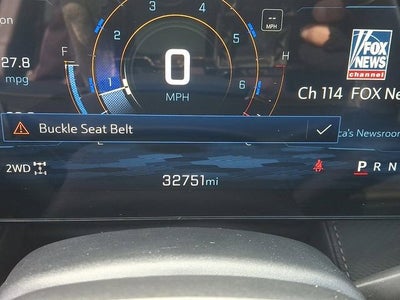 --
MPH
2
3
4
5
F
H
FOX
NEWS
channel
27.8
mpg
1
0
6
MPH
Ch 114 FOX Ne
Buckle Seat Belt
ca's Newsroom
2WD
P R N
32751mi